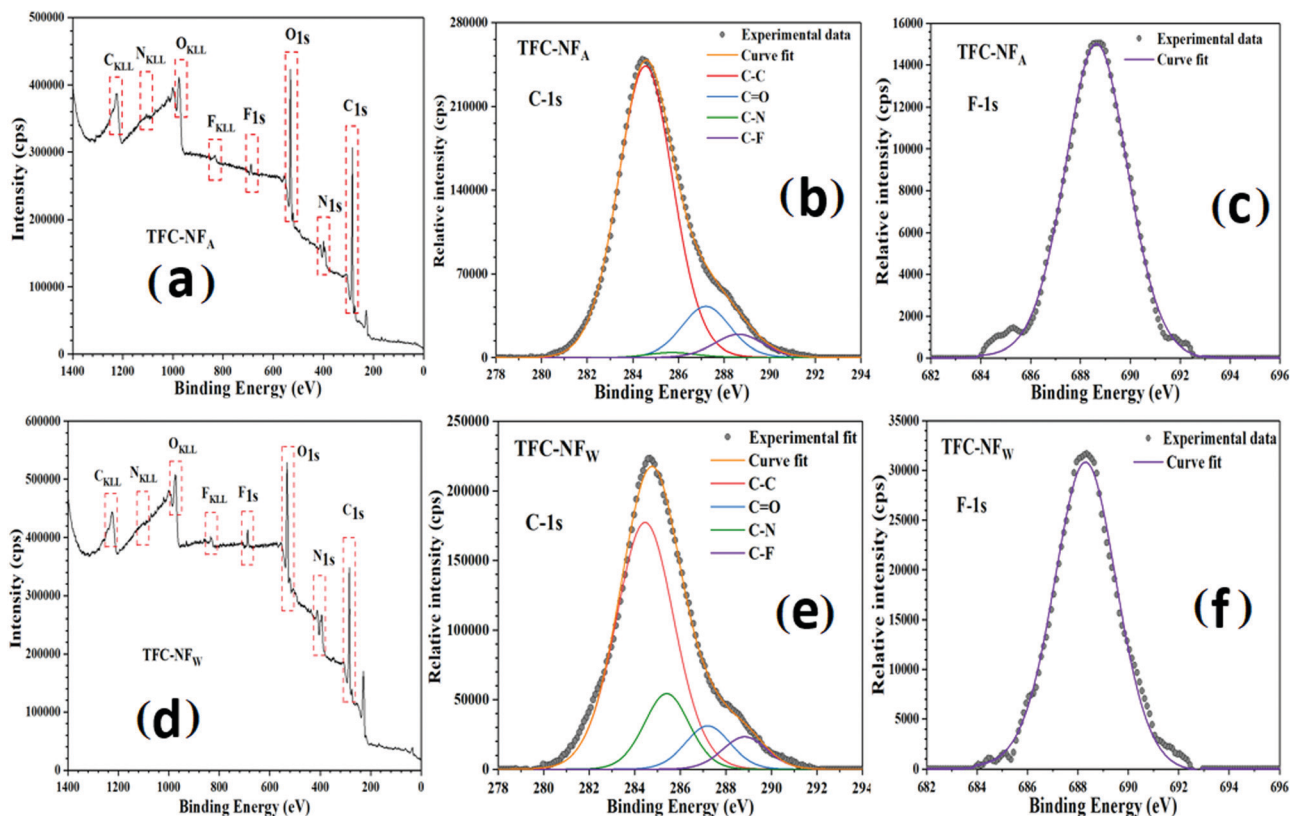 500000
400000
300000
200000
100000
0
1400 1200 1000 800 600 400 200 0
Intensity (cps)
Binding Energy (eV)
C KLL
N KLL
O KLL
F KLL
F1s
O1s
N1s
C1s
TFC-NFA
(a)
280000
210000
140000
70000
0
278 280 282 284 286 288 290 292 294
Relative intensity (cps)
Binding Energy (eV)
TFC-NFA
C-1s
Experimental data
Curve fit
C-C
C=O
C-N
C-F
(b)
16000
14000
12000
10000
8000
6000
4000
2000
0
682 684 686 688 690 692 694 696
Relative intensity (cps)
Binding Energy (eV)
TFC-NFA
F-1s
Experimental data
Curve fit
(c)
600000
500000
400000
300000
200000
100000
0
1400 1200 1000 800 600 400 200 0
Intensity (cps)
Binding Energy (eV)
C KLL
N KLL
O KLL
F KLL
F1s
O1s
N1s
C1s
TFC-NFW
(d)
250000
200000
150000
100000
50000
0
278 280 282 284 286 288 290 292 294
Relative intensity (cps)
Binding Energy (eV)
TFC-NFW
C-1s
Experimental fit
Curve fit
C-C
C=O
C-N
C-F
(e)
35000
30000
25000
20000
15000
10000
5000
0
682 684 686 688 690 692 694 696
Relative intensity (cps)
Binding Energy (eV)
TFC-NFW
F-1s
Experimental data
Curve fit
(f)